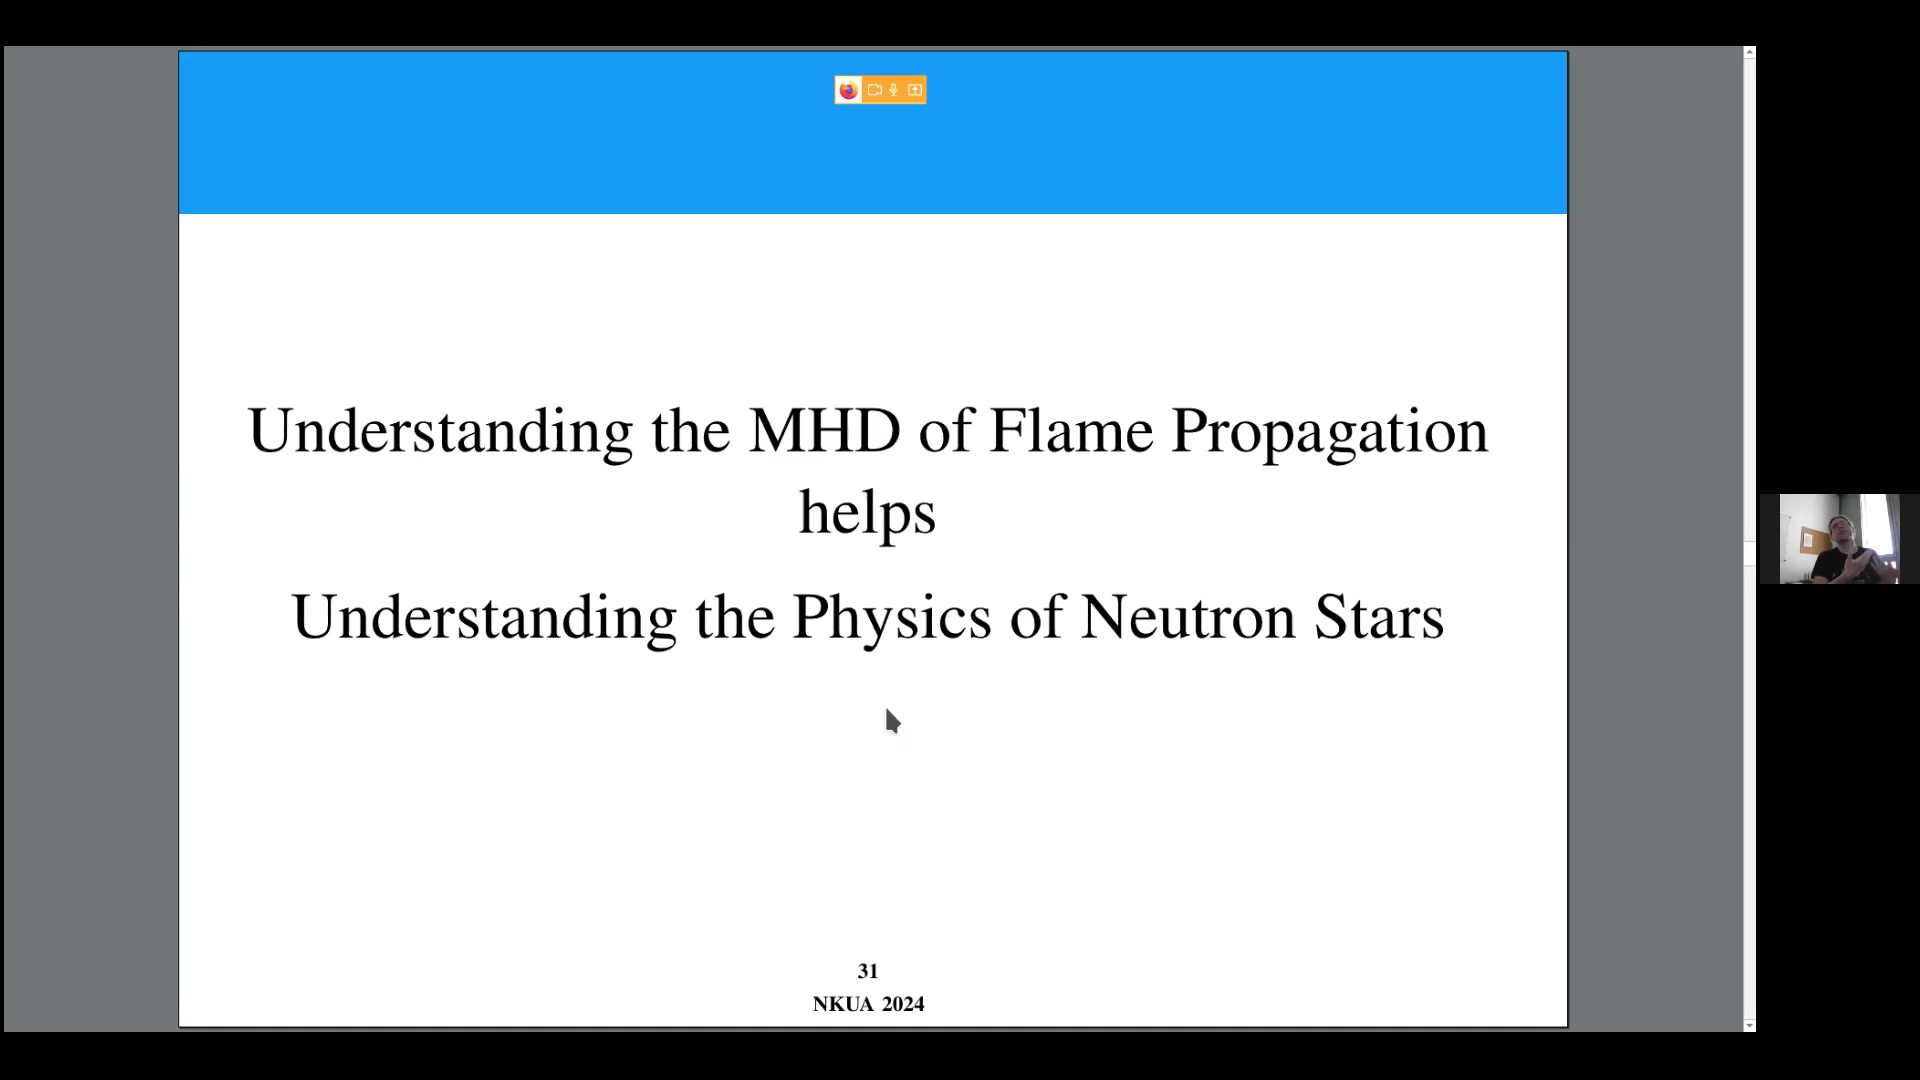 Understanding the MHD of Flame Propagation
helps
Understanding the Physics of Neutron Stars
31
NKUA 2024